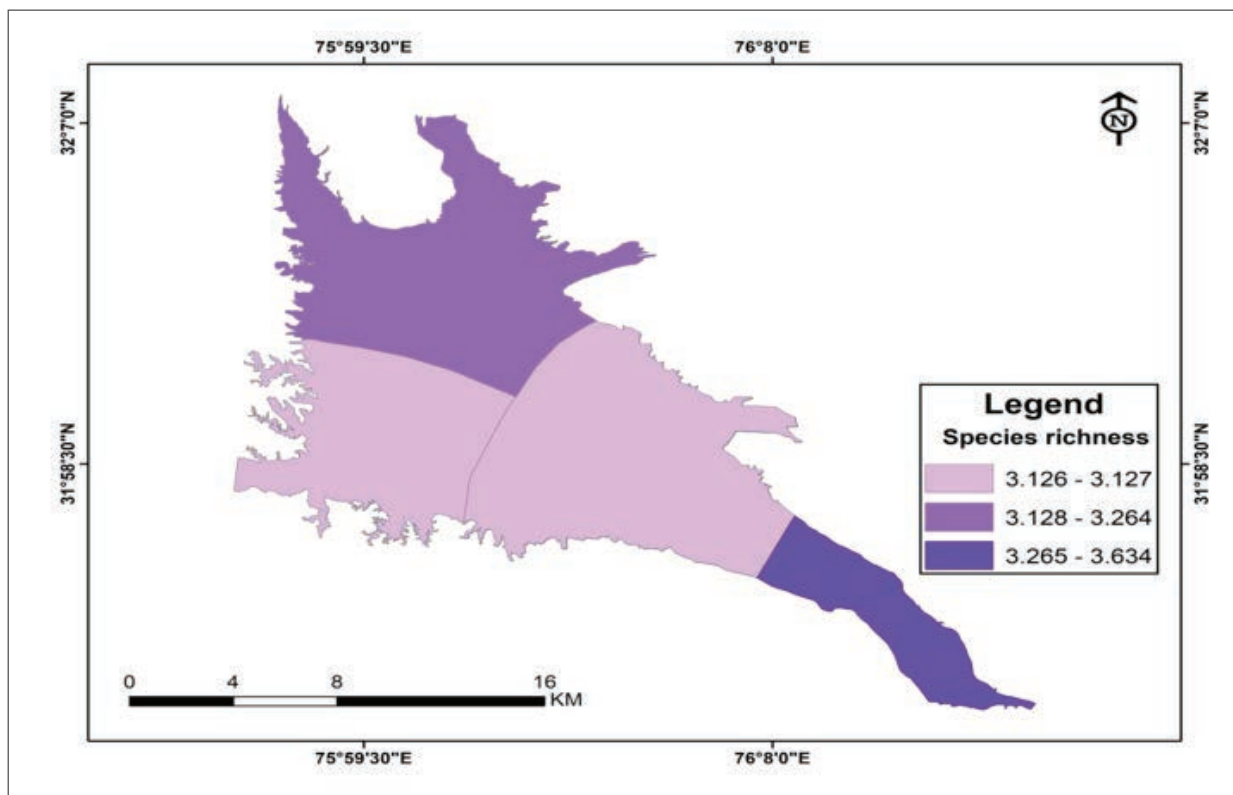 75°59'30"E 76°8'0"E
32°7'0"N 32°7'0"N
N
31°58'30"N 31°58'30"N
Legend
Species richness
3.126 - 3.127
3.128 - 3.264
3.265 - 3.634
0 4 8 16
KM
75°59'30"E 76°8'0"E